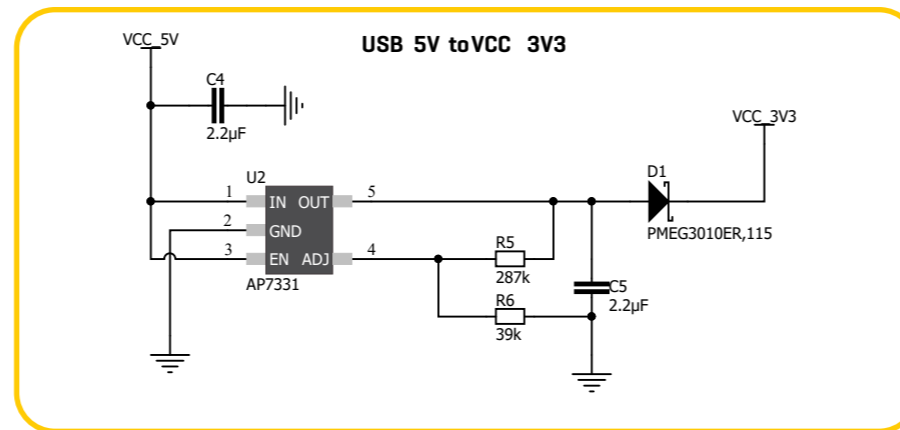 USB 5V toVCC 3V3
VCC_5V
C4
2.2µF
VCC_3V3
U2
D1
1
IN
OUT
5
PMEG3010ER,115
2
GND
R5
3
EN
ADJ
4
287k
AP7331
R6
C5
2.2µF
39k